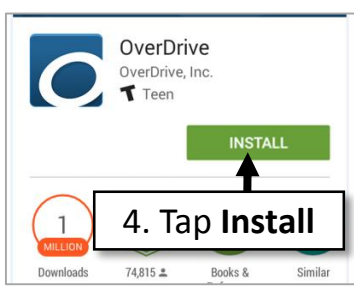 OverDrive
OverDrive, Inc.
T Teen
INSTALL
4. Tap Install
1
MILLION
Downloads
74,815
Books &
Similar